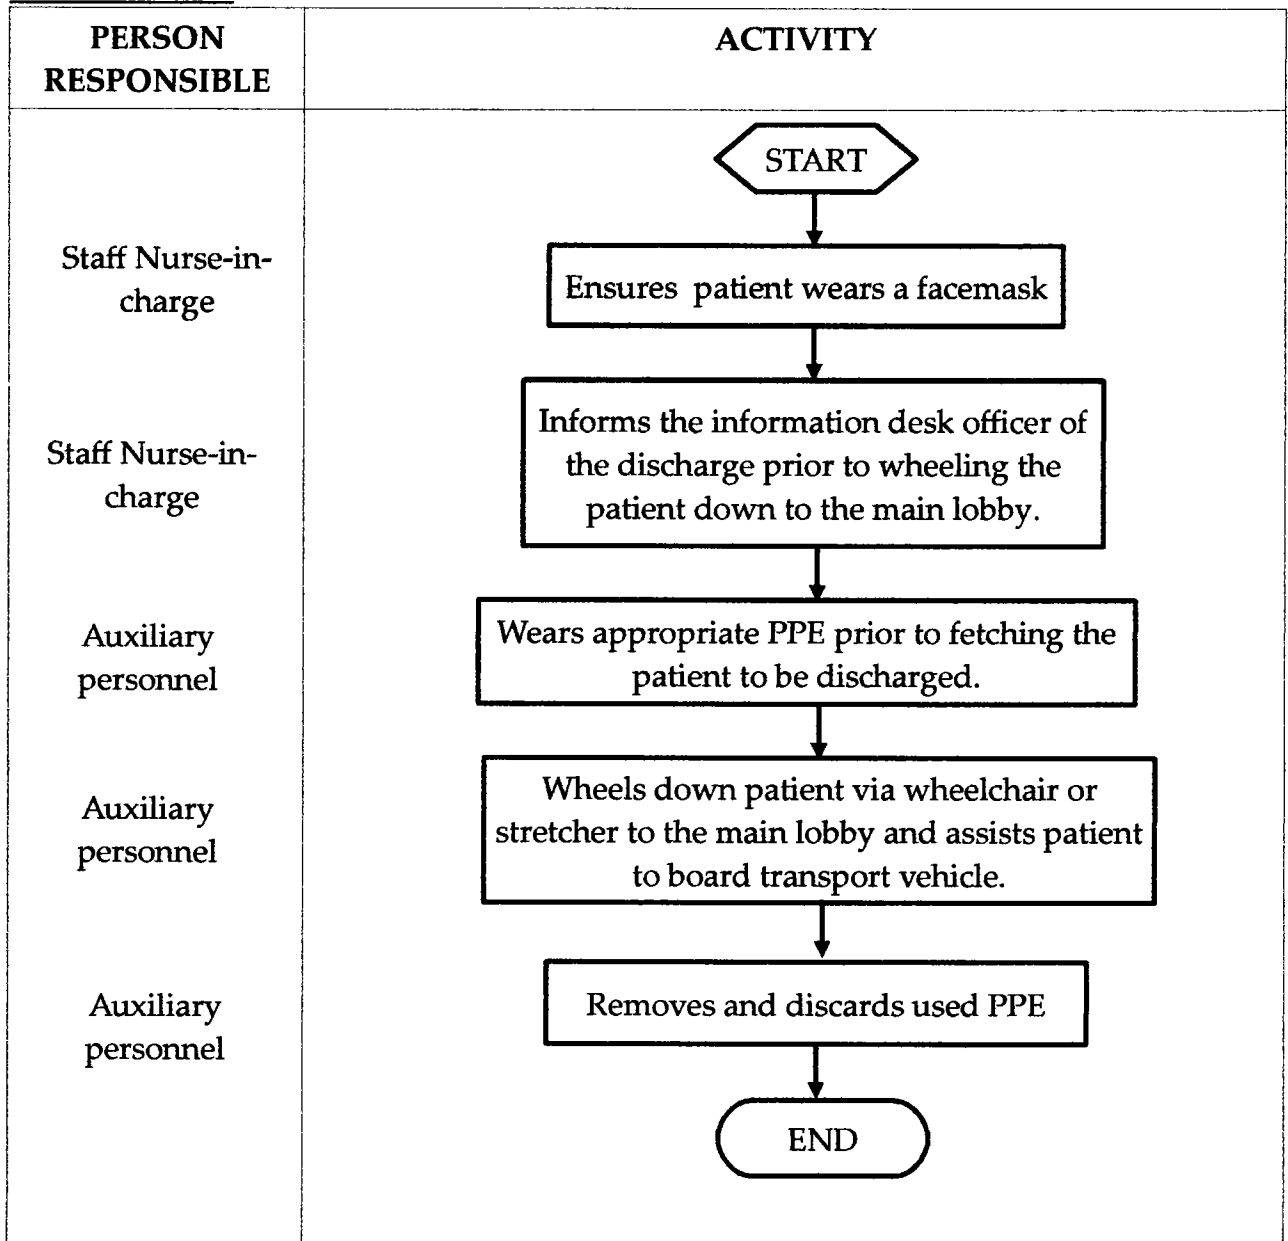 PERSON
RESPONSIBLE
ACTIVITY
START
Staff Nurse-in-
charge
Ensures patient wears a facemask
Staff Nurse-in-
charge
Informs the information desk officer of
the discharge prior to wheeling the
patient down to the main lobby.
Auxiliary
personnel
Wears appropriate PPE prior to fetching the
patient to be discharged.
Auxiliary
personnel
Wheels down patient via wheelchair or
stretcher to the main lobby and assists patient
to board transport vehicle.
Auxiliary
personnel
Removes and discards used PPE
END